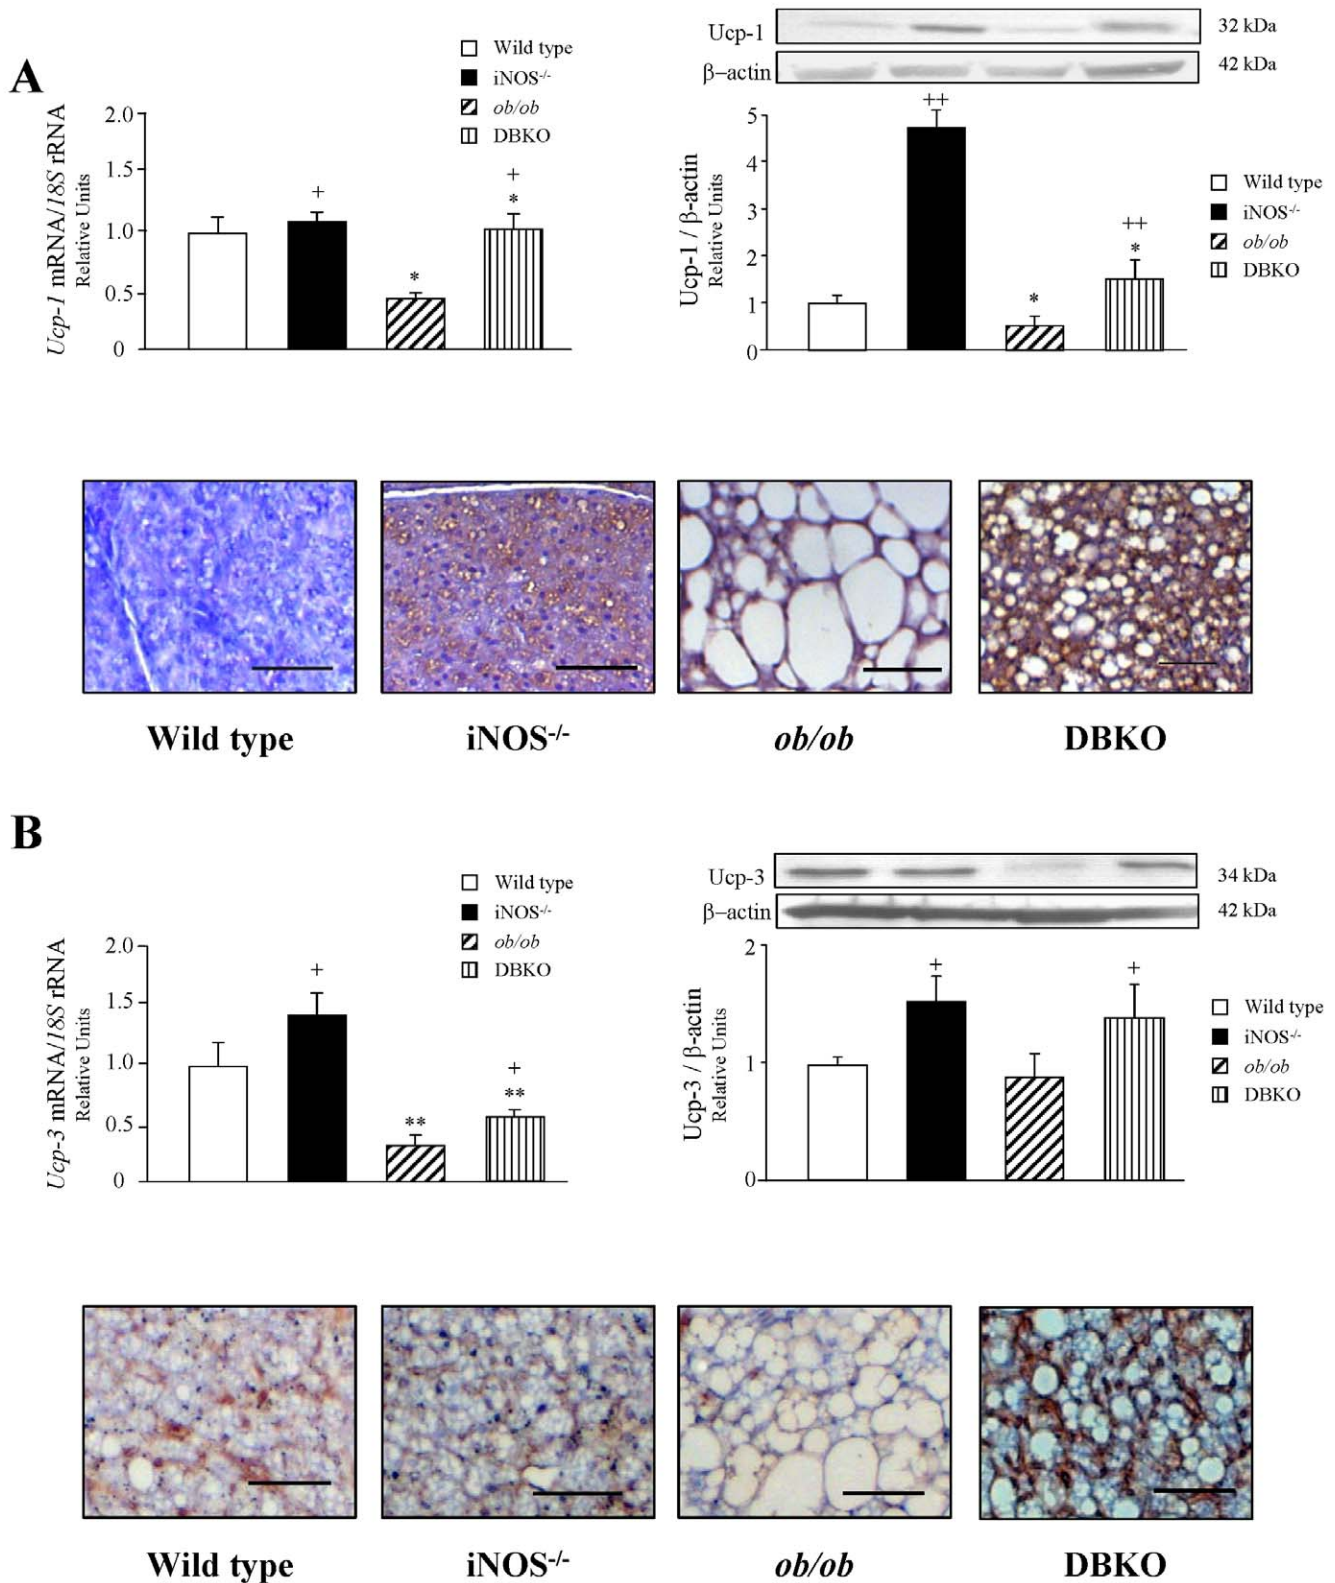 A
Wild type
iNOS-/-
ob/ob
DBKO
Ucp-1 mRNA/18S rRNA
Relative Units
2.0
1.5
1.0
0.5
0
+
*
+
*
Ucp-1
32 kDa
β–actin
42 kDa
Ucp-1 / β-actin
Relative Units
5
4
3
2
1
0
++
*
++
*
Wild type
iNOS-/-
ob/ob
DBKO
Wild type
iNOS-/-
ob/ob
DBKO
B
Wild type
iNOS-/-
ob/ob
DBKO
Ucp-3 mRNA/18S rRNA
Relative Units
2.0
1.5
1.0
0.5
0
+
**
+
**
Ucp-3
34 kDa
β–actin
42 kDa
Ucp-3 / β-actin
Relative Units
2
1
0
+
+
Wild type
iNOS-/-
ob/ob
DBKO
Wild type
iNOS-/-
ob/ob
DBKO